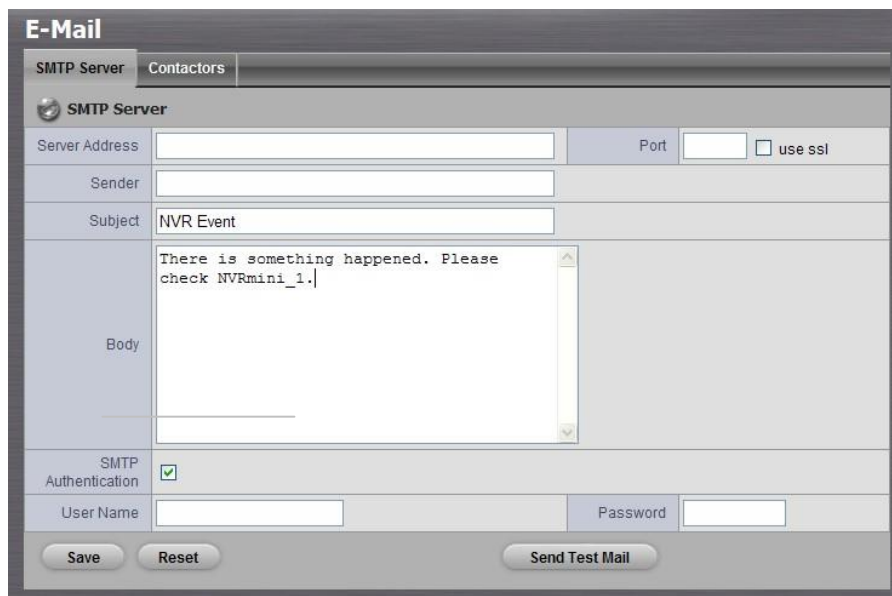 E-Mail
SMTP Server Contactors
SMTP Server
Server Address Port use ssl
Sender
Subject NVR Event
Body There is something happened. Please
check NVRmini_1.
SMTP
Authentication
User Name Password
Save Reset Send Test Mail